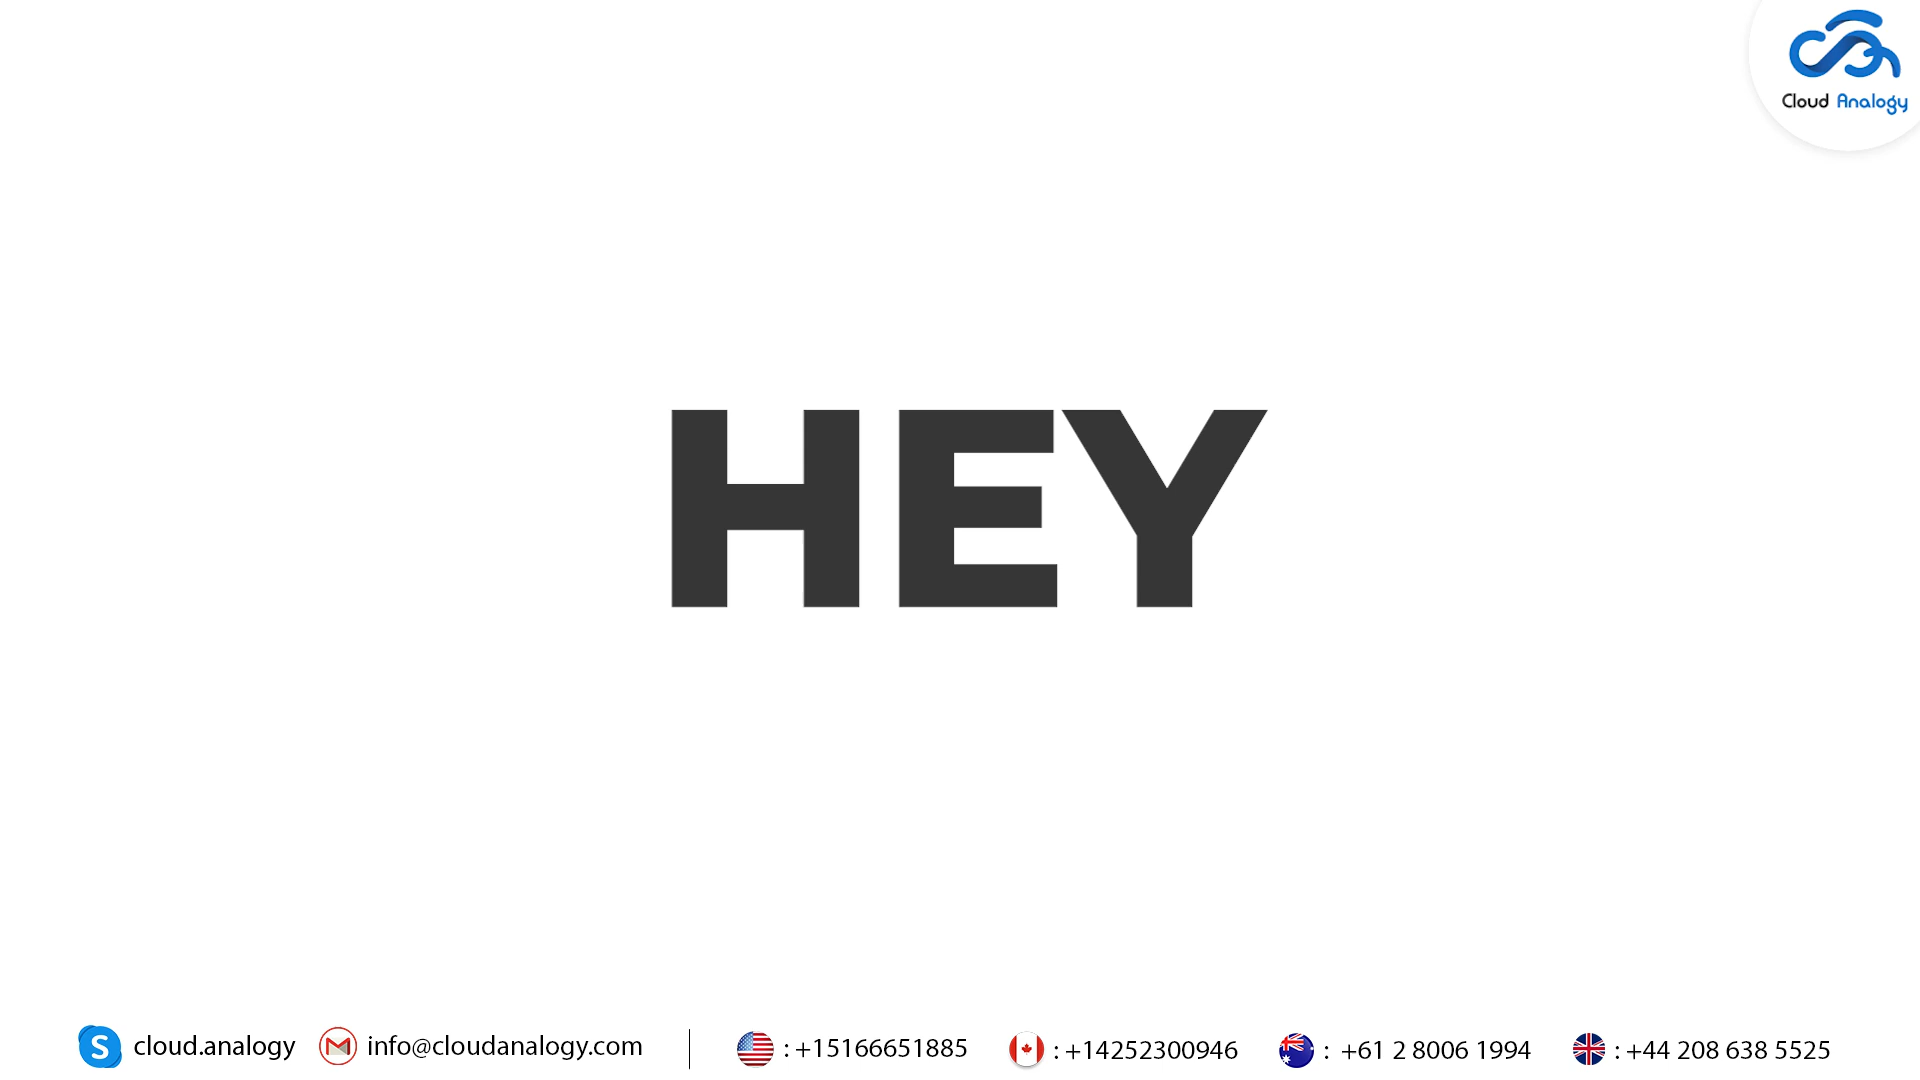 Cloud Analogy
HEY
cloud.analogy info@cloudanalogy.com : +15166651885 : +14252300946 : +61 2 8006 1994 : +44 208 638 5525